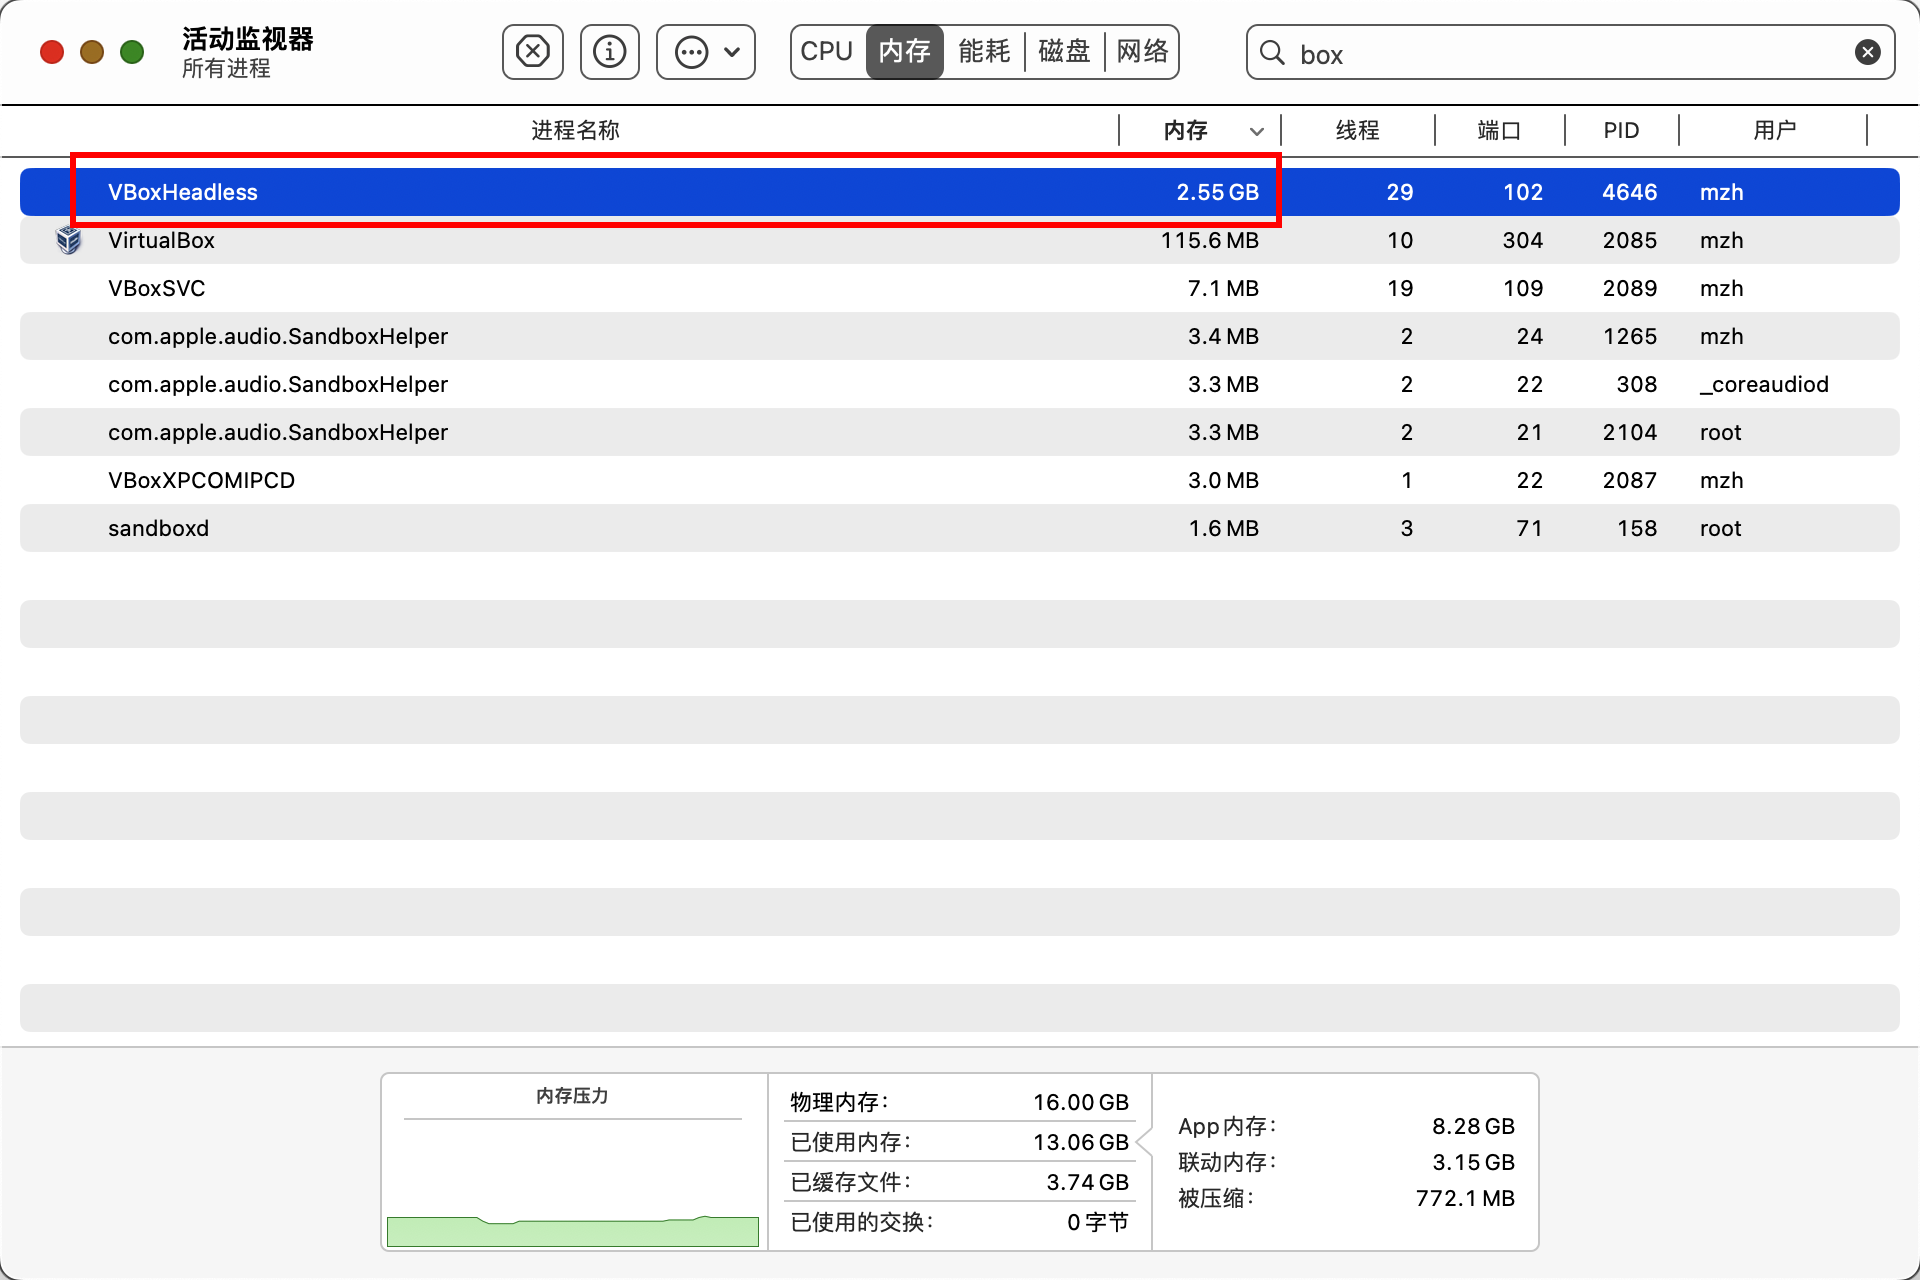 活动监视器
所有进程
CPU 内存 能耗 磁盘 网络
box
进程名称 内存 线程 端口 PID 用户
VBoxHeadless 2.55 GB 29 102 4646 mzh
VirtualBox 115.6 MB 10 304 2085 mzh
VBoxSVC 7.1 MB 19 109 2089 mzh
com.apple.audio.SandboxHelper 3.4 MB 2 24 1265 mzh
com.apple.audio.SandboxHelper 3.3 MB 2 22 308 _coreaudiod
com.apple.audio.SandboxHelper 3.3 MB 2 21 2104 root
VBoxXPCOMIPCD 3.0 MB 1 22 2087 mzh
sandboxd 1.6 MB 3 71 158 root
内存压力
物理内存: 16.00 GB
已使用内存: 13.06 GB
已缓存文件: 3.74 GB
已使用的交换: 0 字节
App内存: 8.28 GB
联动内存: 3.15 GB
被压缩: 772.1 MB